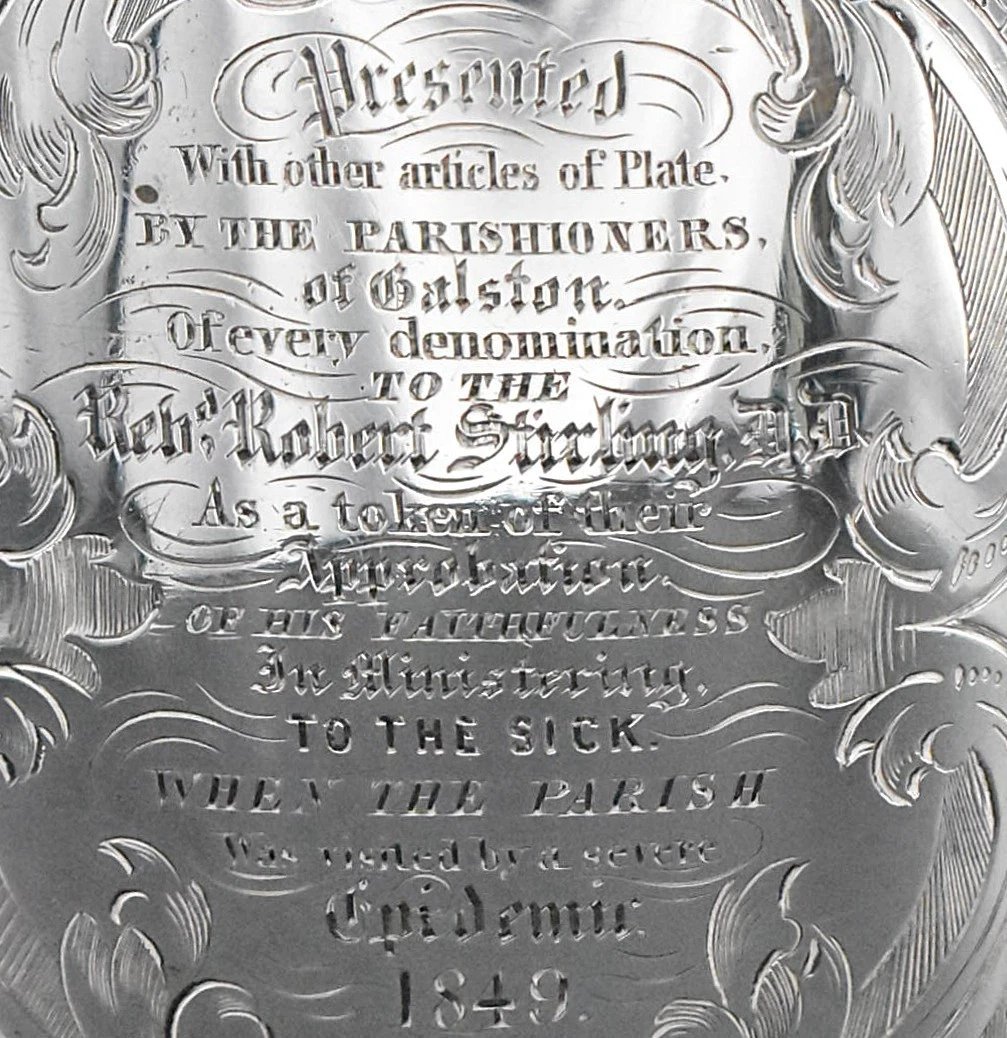 Presented
With other articles of Plate.
BY THE PARISHIONERS,
of Galston.
Of every denomination,
TO THE
Revd. Robert Stirling, D.D
As a token of their
Approbation.
OF HIS FAITHFULNESS
In Ministering,
TO THE SICK.
WHEN THE PARISH
Was visited by a severe
Epidemic.
1849.